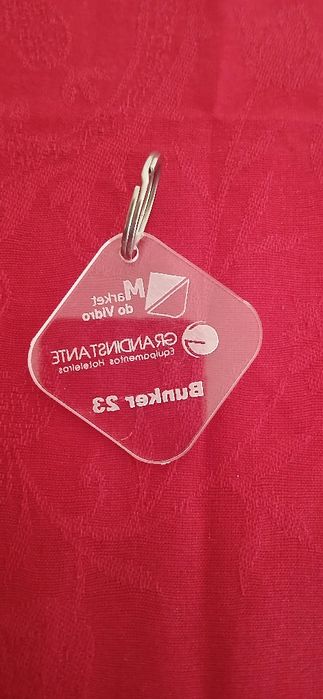 Market
do Vidro
GRANDINSTANTE
Equipamentos Hoteleiros
Bunker 23